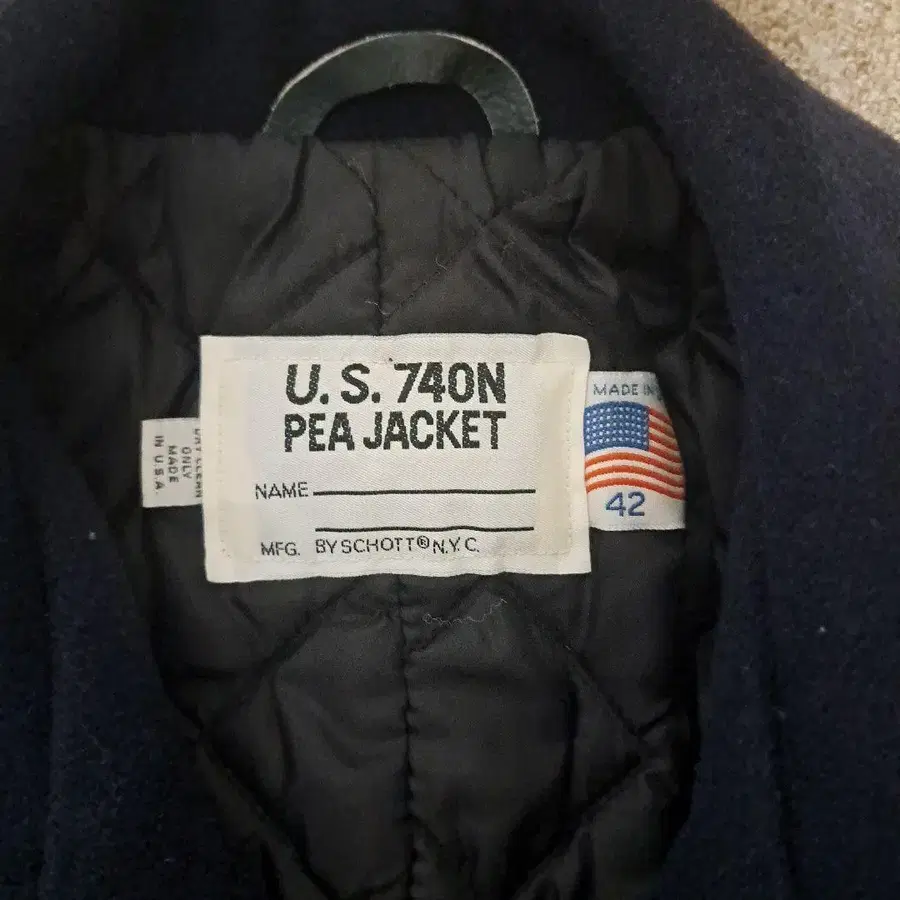 U.S. 740N
PEA JACKET
NAME
MFG. BY SCHOTT® N.Y.C.
MADE IN
42
ONLY
MADE
IN U.S.A.